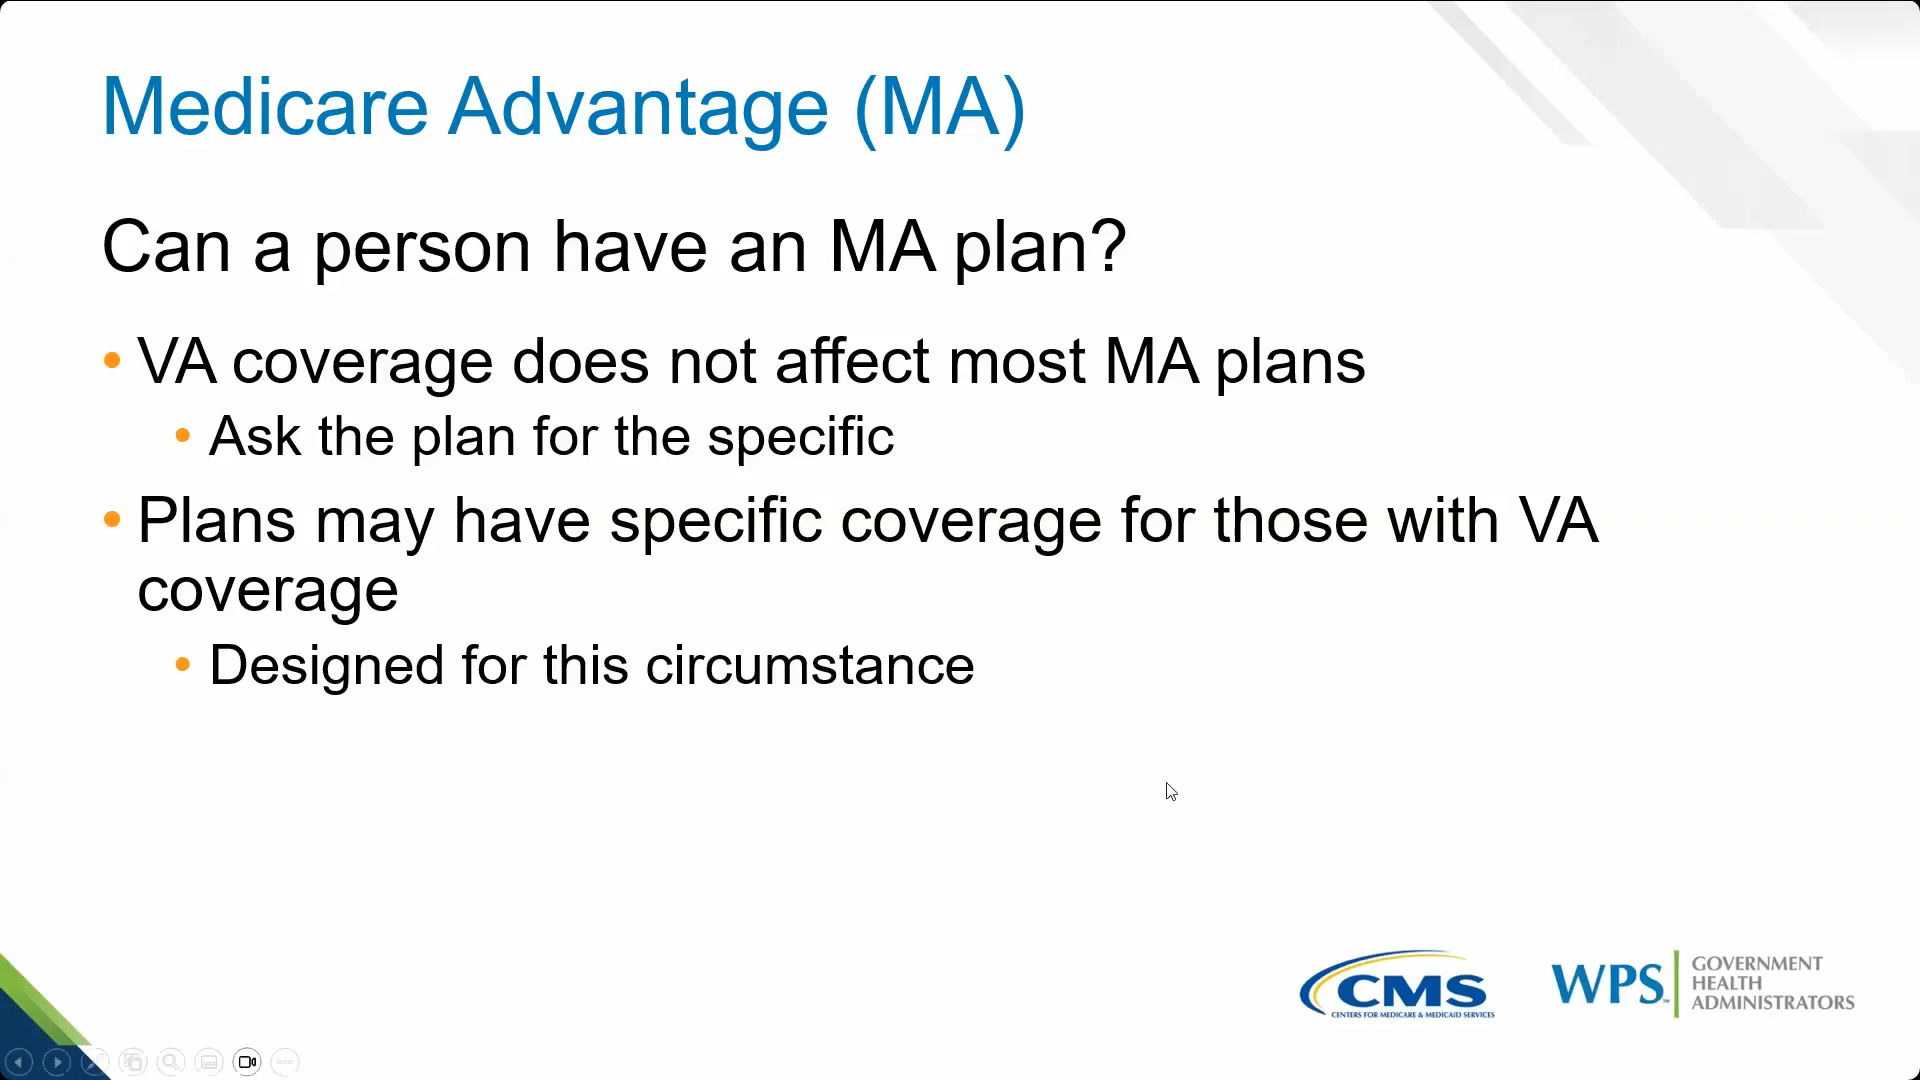 Medicare Advantage (MA)
Can a person have an MA plan?
• VA coverage does not affect most MA plans
• Ask the plan for the specific
• Plans may have specific coverage for those with VA
coverage
• Designed for this circumstance
CMS
CENTERS FOR MEDICARE & MEDICAID SERVICES
WPS
GOVERNMENT
HEALTH
ADMINISTRATORS